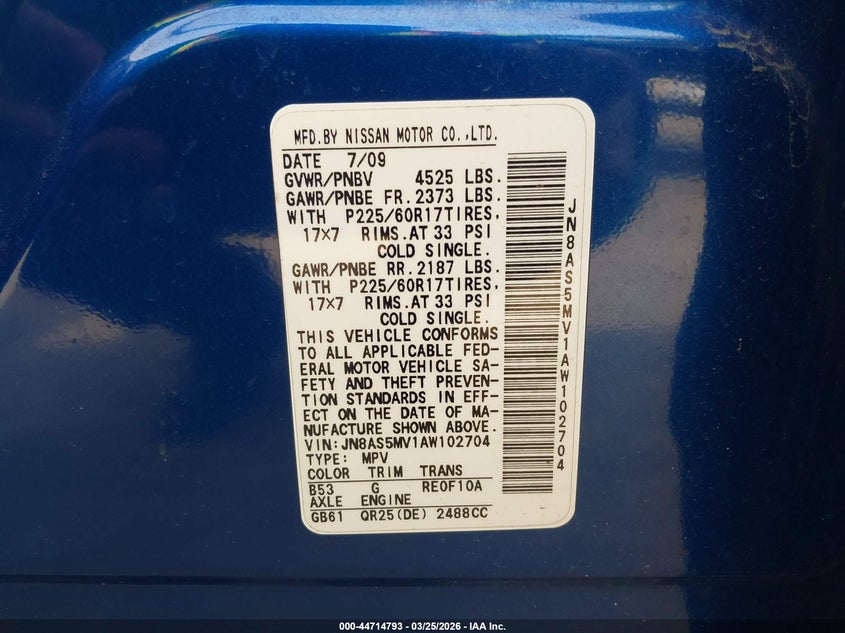 MFD.BY NISSAN MOTOR CO.,LTD.
DATE 7/09
GVWR/PNBV 4525 LBS.
GAWR/PNBE FR.2373 LBS.
WITH P225/60R17TIRES,
17×7 RIMS.AT 33 PSI
COLD SINGLE.
GAWR/PNBE RR.2187 LBS.
WITH P225/60R17TIRES,
17×7 RIMS.AT 33 PSI
COLD SINGLE.
THIS VEHICLE CONFORMS
TO ALL APPLICABLE FED-
ERAL MOTOR VEHICLE SA-
FETY AND THEFT PREVEN-
TION STANDARDS IN EFF-
ECT ON THE DATE OF MA-
NUFACTURE SHOWN ABOVE.
VIN:JN8AS5MV1AW102704
TYPE: MPV
COLOR TRIM TRANS
B53 G RE0F10A
AXLE ENGINE
GB61 QR25(DE) 2488CC
JN8AS5MV1AW102704
000-44714793 — 03/25/2026 — IAA Inc.